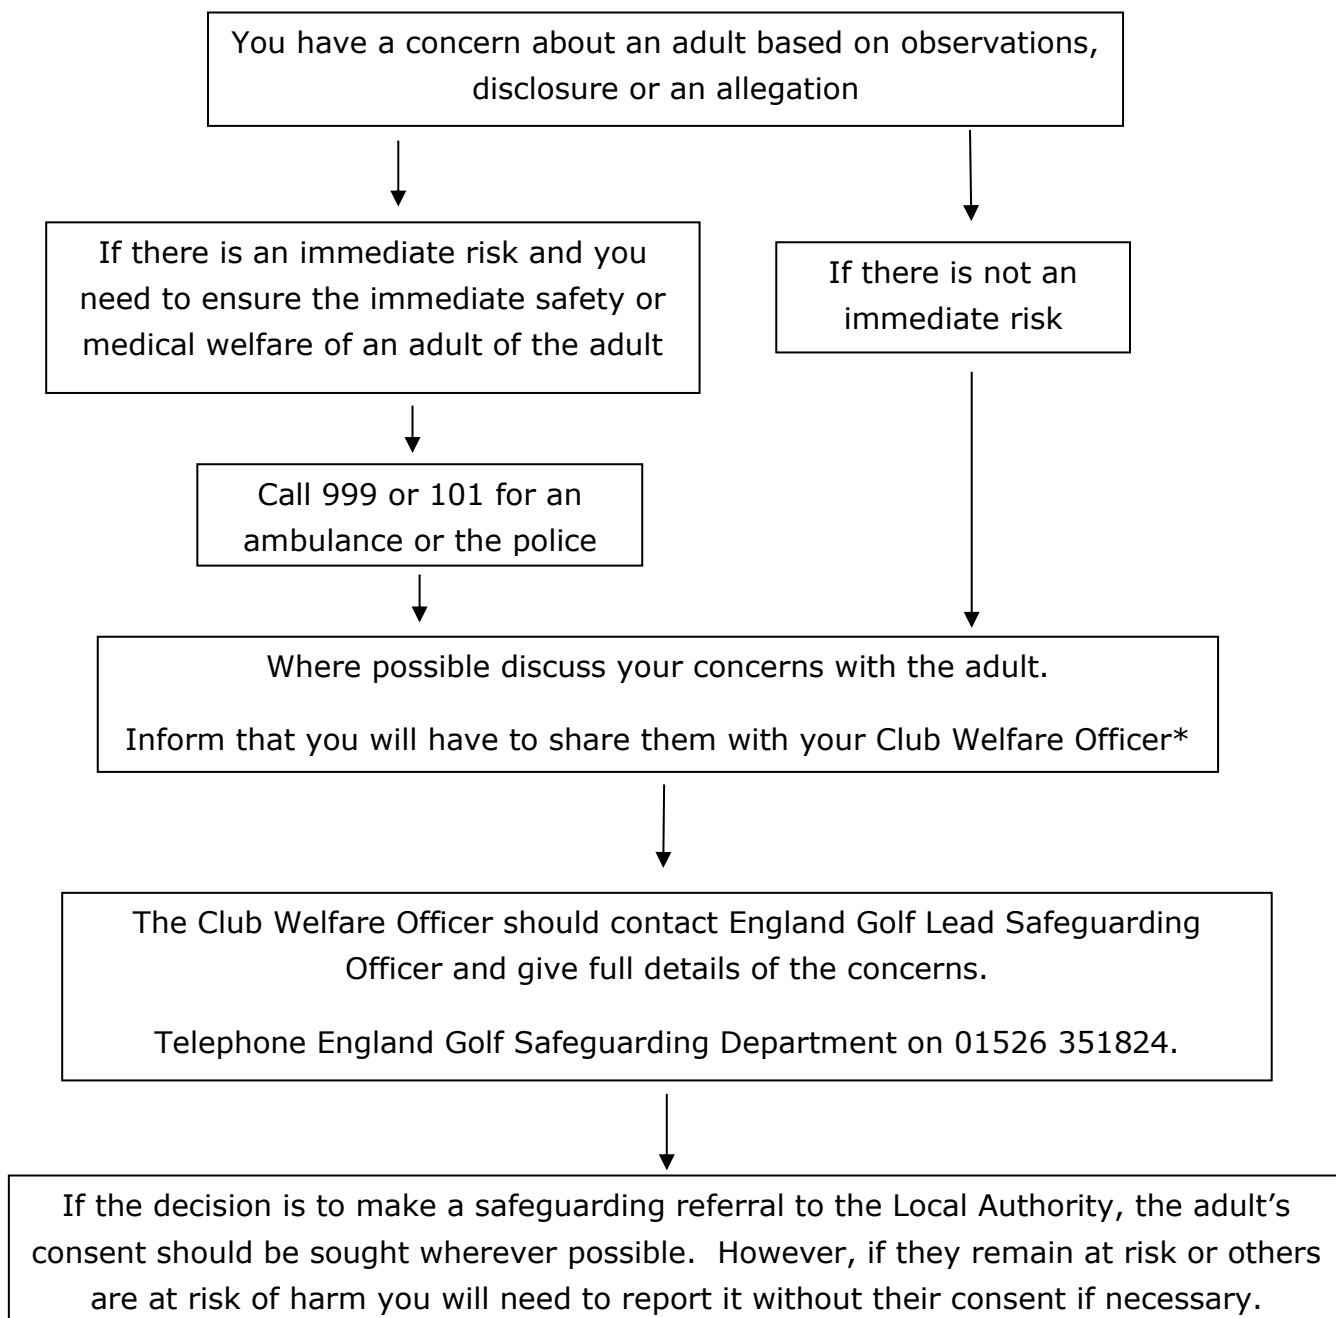 You have a concern about an adult based on observations,
disclosure or an allegation
If there is an immediate risk and you
need to ensure the immediate safety or
medical welfare of an adult of the adult
If there is not an
immediate risk
Call 999 or 101 for an
ambulance or the police
Where possible discuss your concerns with the adult.
Inform that you will have to share them with your Club Welfare Officer*
The Club Welfare Officer should contact England Golf Lead Safeguarding
Officer and give full details of the concerns.
Telephone England Golf Safeguarding Department on 01526 351824.
If the decision is to make a safeguarding referral to the Local Authority, the adult’s
consent should be sought wherever possible.  However, if they remain at risk or others
are at risk of harm you will need to report it without their consent if necessary.